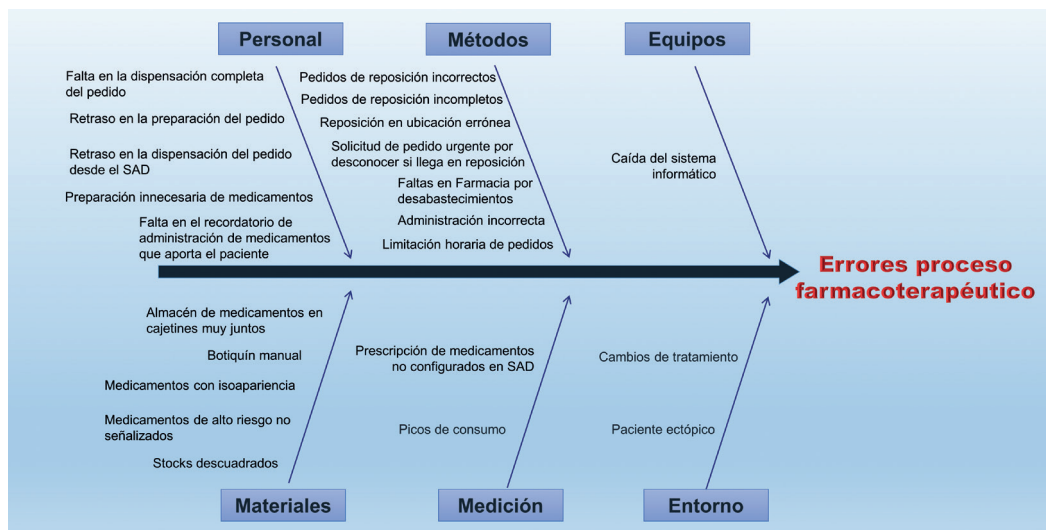 Personal
Métodos
Equipos
Falta en la dispensación completa
del pedido
Retraso en la preparación del pedido
Retraso en la dispensación del pedido
desde el SAD
Preparación innecesaria de medicamentos
Falta en el recordatorio de
administración de medicamentos
que aporta el paciente
Pedidos de reposición incorrectos
Pedidos de reposición incompletos
Reposición en ubicación errónea
Solicitud de pedido urgente por
desconocer si llega en reposición
Faltas en Farmacia por
desabastecimientos
Administración incorrecta
Limitación horaria de pedidos
Caída del sistema
informático
Errores proceso
farmacoterapéutico
Almacén de medicamentos en
cajetines muy juntos
Botiquín manual
Medicamentos con isoapariencia
Medicamentos de alto riesgo no
señalizados
Stocks descuadrados
Prescripción de medicamentos
no configurados en SAD
Picos de consumo
Cambios de tratamiento
Paciente ectópico
Materiales
Medición
Entorno